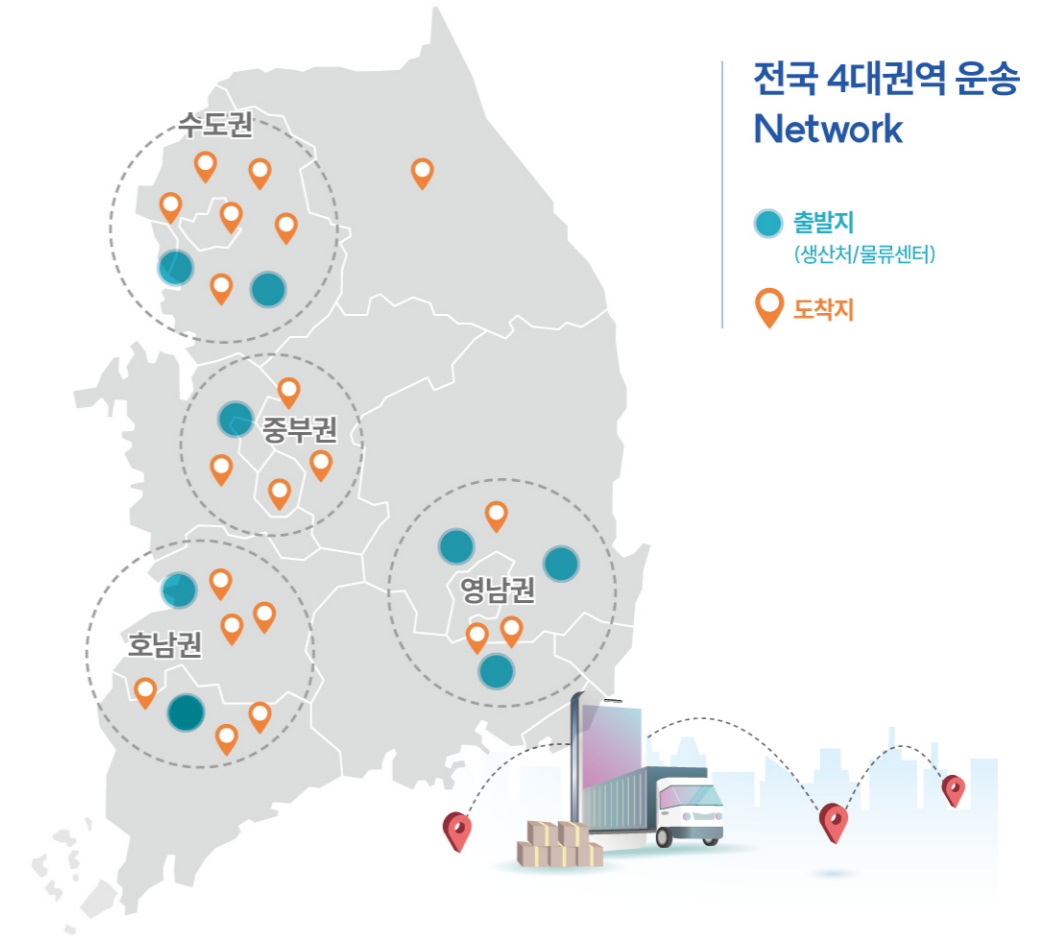 전국 4대권역 운송
Network
출발지
(생산처/물류센터)
도착지
수도권
중부권
영남권
호남권